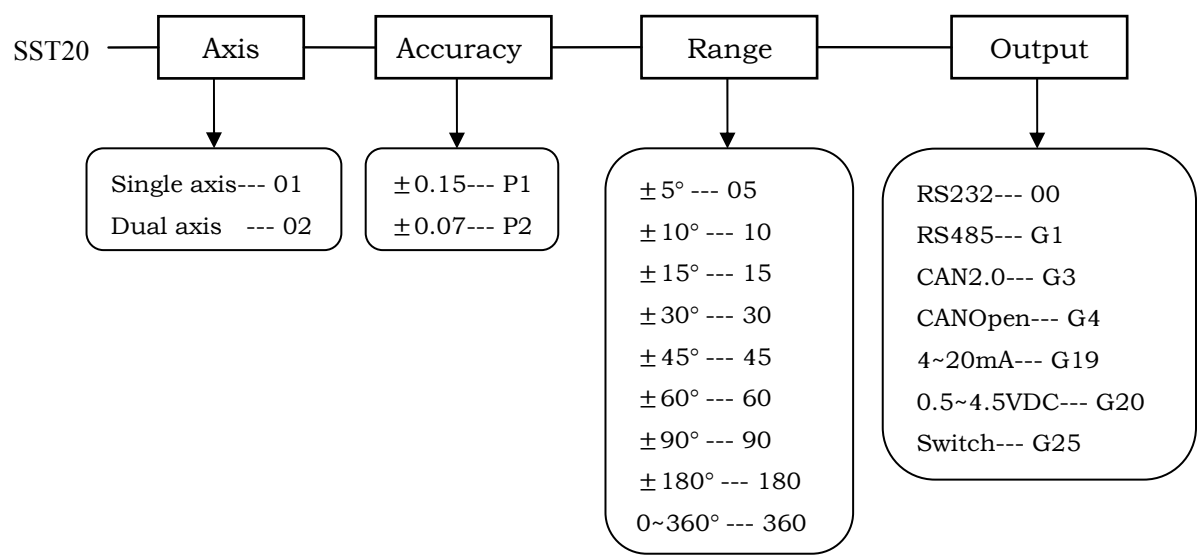 SST20 Axis Accuracy Range Output
Single axis--- 01
Dual axis --- 02
±0.15--- P1
±0.07--- P2
±5° --- 05
±10° --- 10
±15° --- 15
±30° --- 30
±45° --- 45
±60° --- 60
±90° --- 90
±180° --- 180
0~360° --- 360
RS232--- 00
RS485--- G1
CAN2.0--- G3
CANOpen--- G4
4~20mA--- G19
0.5~4.5VDC--- G20
Switch--- G25